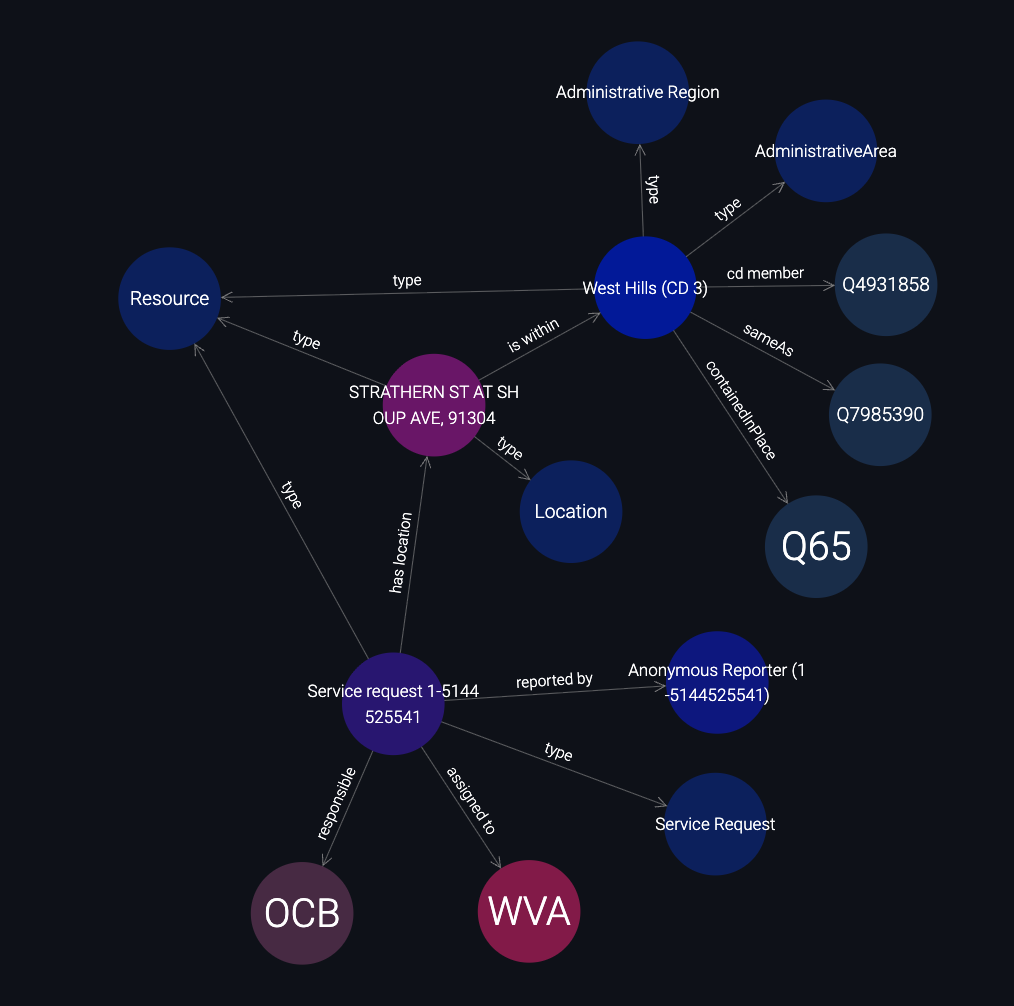 Administrative Region
AdministrativeArea
type
type
cd member
Q4931858
type
West Hills (CD 3)
Resource
is within
sameAs
type
containedInPlace
STRATHERN ST AT SH
OUP AVE, 91304
Q7985390
type
type
Location
Q65
has location
Service request 1-5144
525541
reported by
Anonymous Reporter (1
-5144525541)
type
responsible
assigned to
Service Request
OCB
WVA